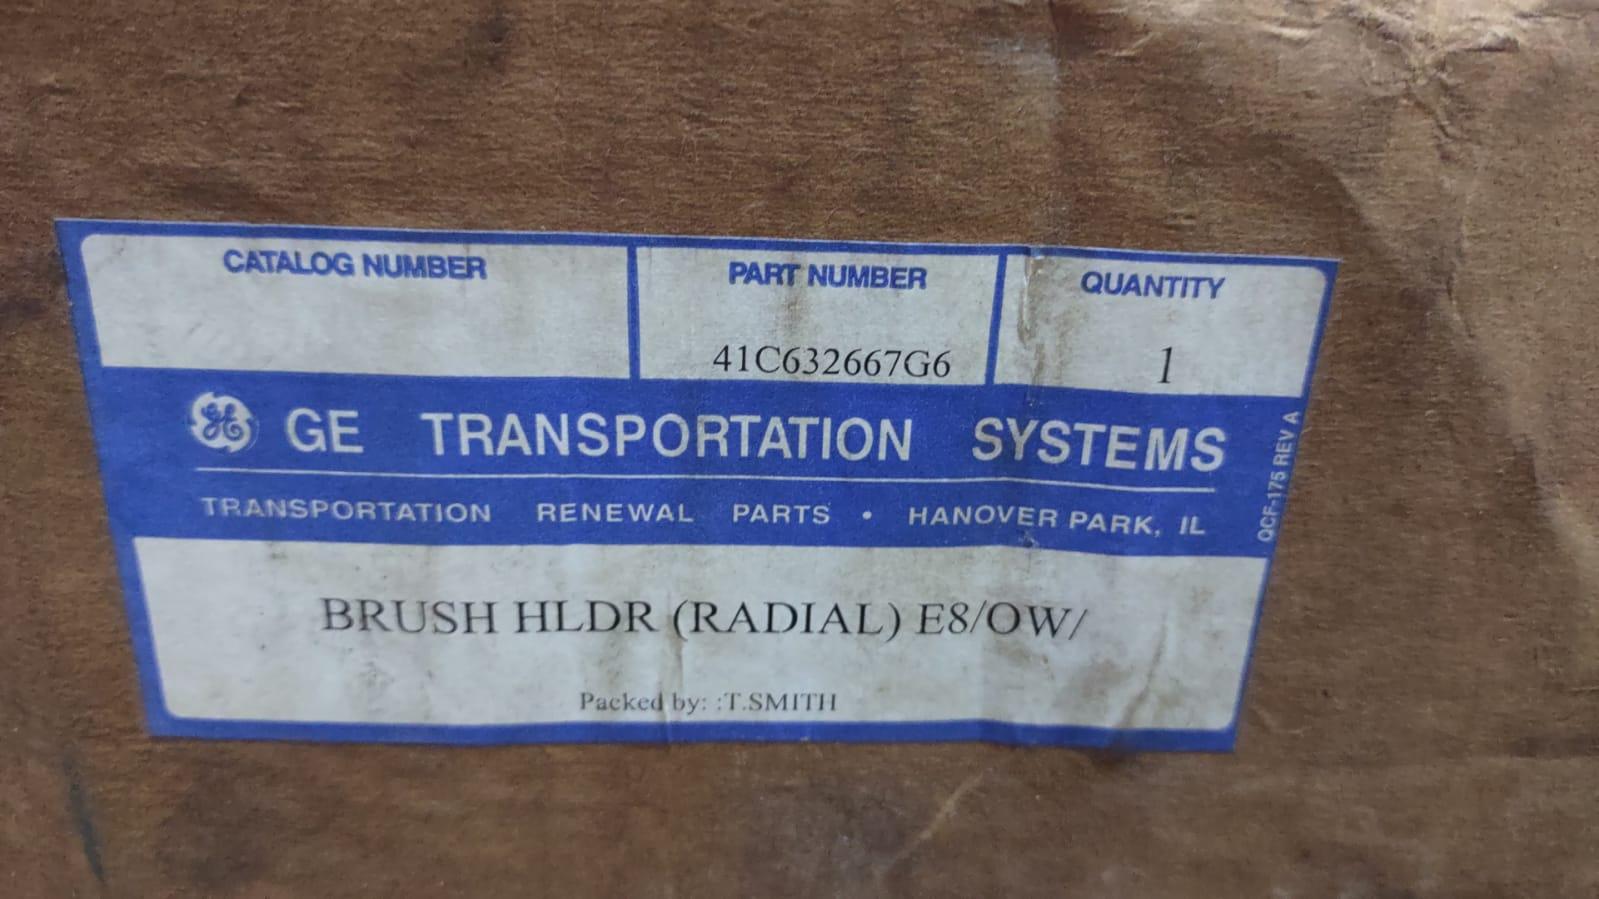 CATALOG NUMBER
PART NUMBER
QUANTITY
41C632667G6
1
GE TRANSPORTATION SYSTEMS
TRANSPORTATION RENEWAL PARTS • HANOVER PARK, IL
QCF-175 REV A
BRUSH HLDR (RADIAL) E8/OW/
Packed by: :T.SMITH